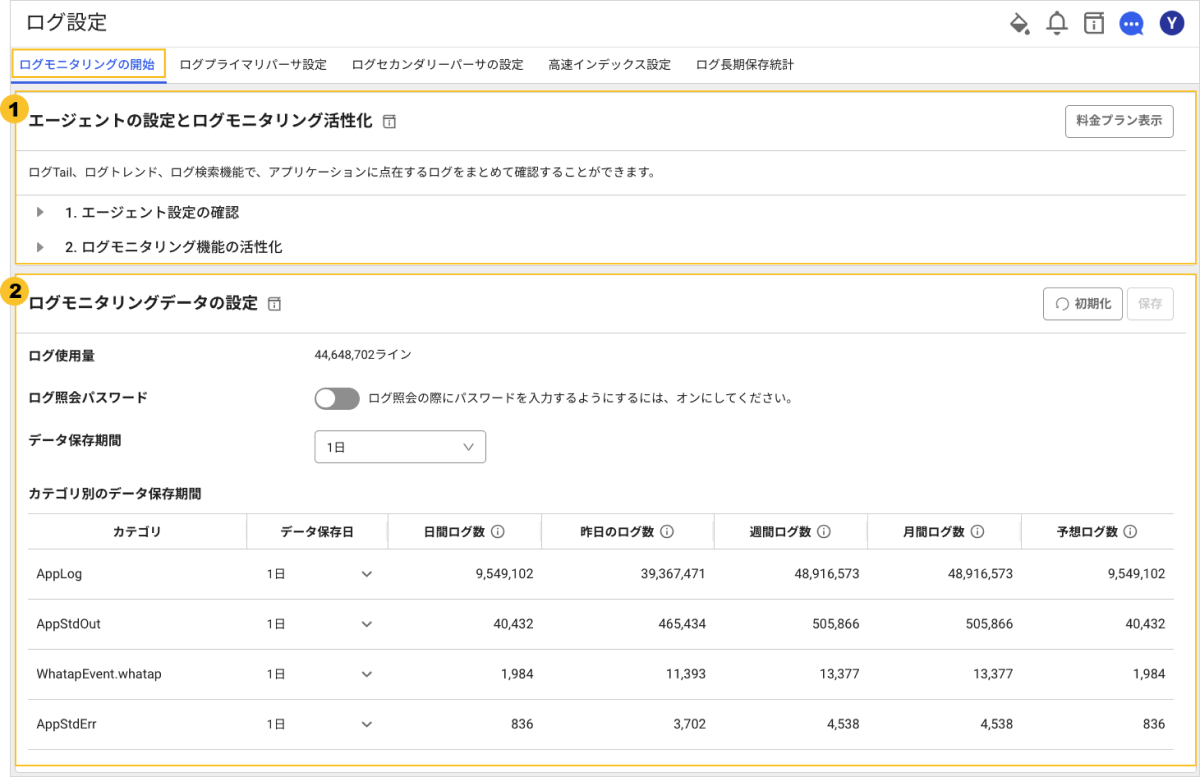 ログ設定
Y
ログモニタリングの開始 ログプライマリパーサ設定 ログセカンダリーパーサの設定 高速インデックス設定 ログ長期保存統計
1
エージェントの設定とログモニタリング活性化 料金プラン表示
ログTail、ログトレンド、ログ検索機能で、アプリケーションに点在するログをまとめて確認することができます。
1. エージェント設定の確認
2. ログモニタリング機能の活性化
2
ログモニタリングデータの設定 初期化 保存
ログ使用量 44,648,702ライン
ログ照会パスワード ログ照会の際にパスワードを入力するようにするには、オンにしてください。
データ保存期間 1日
カテゴリ別のデータ保存期間
カテゴリ データ保存日 日間ログ数 昨日のログ数 週間ログ数 月間ログ数 予想ログ数
AppLog 1日 9,549,102 39,367,471 48,916,573 48,916,573 9,549,102
AppStdOut 1日 40,432 465,434 505,866 505,866 40,432
WhatapEvent.whatap 1日 1,984 11,393 13,377 13,377 1,984
AppStdErr 1日 836 3,702 4,538 4,538 836